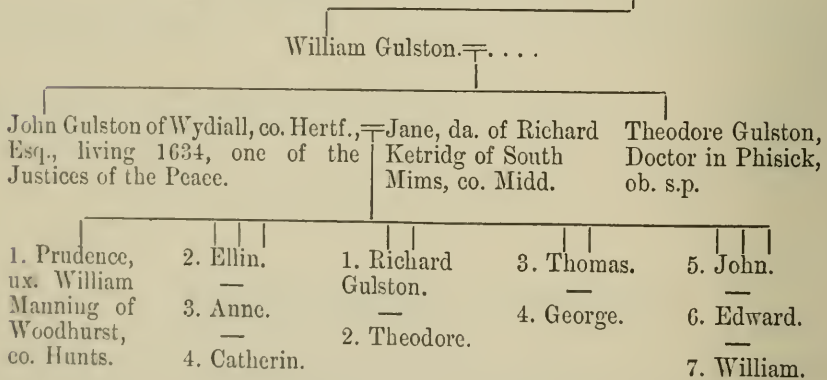 William Gulston.=. . . .
John Gulston of Wydiall, co. Hertf.,=
Esq., living 1634, one of the
Justices of the Peace.
Jane, da. of Richard
Ketridg of South
Mims, co. Midd.
Theodore Gulston,
Doctor in Phisick,
ob. s.p.
1. Prudence,
ux. William
Manning of
Woodhurst,
co. Hunts.
2. Ellin.
—
3. Anne.
—
4. Catherin.
1. Richard
Gulston.
—
2. Theodore.
3. Thomas.
—
4. George.
5. John.
—
6. Edward.
—
7. William.